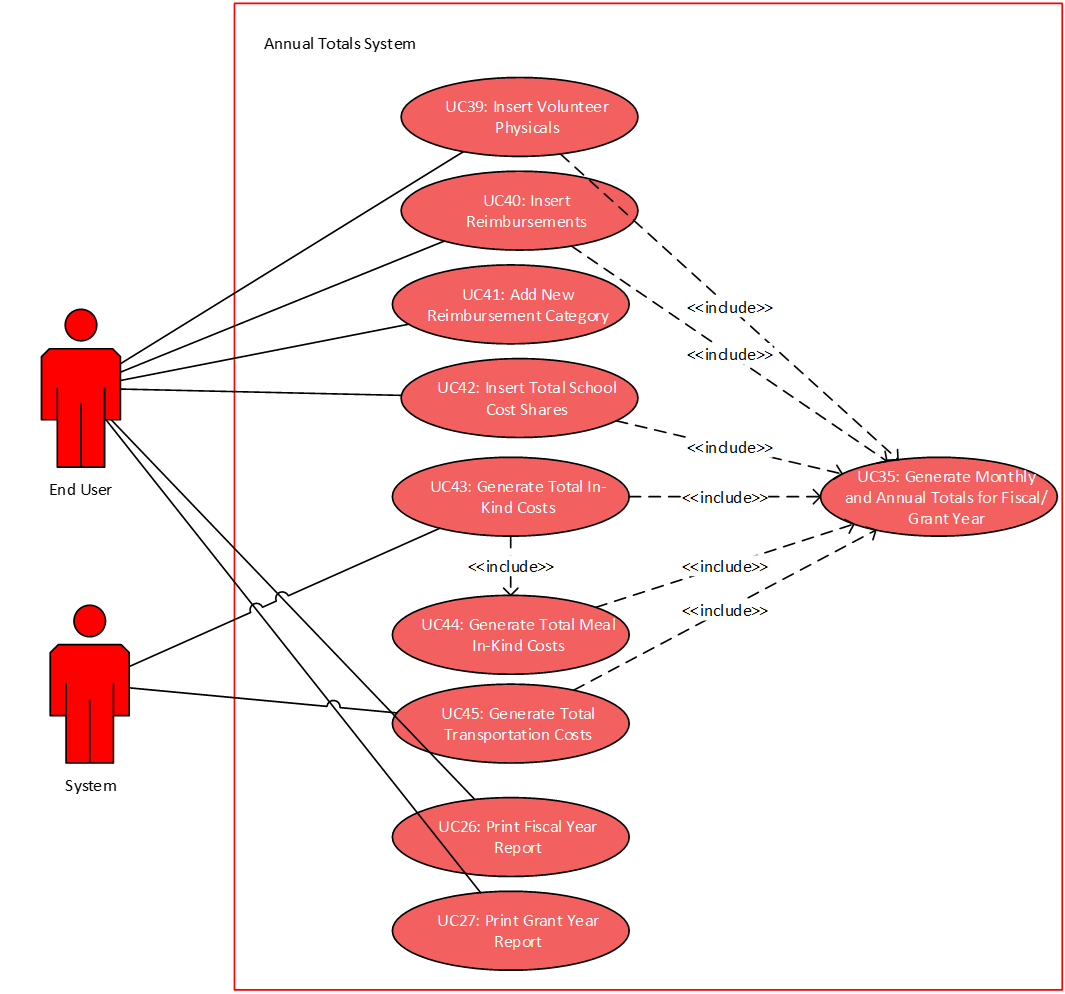 Annual Totals System
UC39: Insert Volunteer
Physicals
UC40: Insert
Reimbursements
UC41: Add New
Reimbursement Category
UC42: Insert Total School
Cost Shares
UC43: Generate Total In-
Kind Costs
UC44: Generate Total Meal
In-Kind Costs
UC45: Generate Total
Transportation Costs
UC26: Print Fiscal Year
Report
UC27: Print Grant Year
Report
<<include>>
<<include>>
<<include>>
<<include>>
<<include>>
<<include>>
<<include>>
UC35: Generate Monthly
and Annual Totals for Fiscal/
Grant Year
End User
System